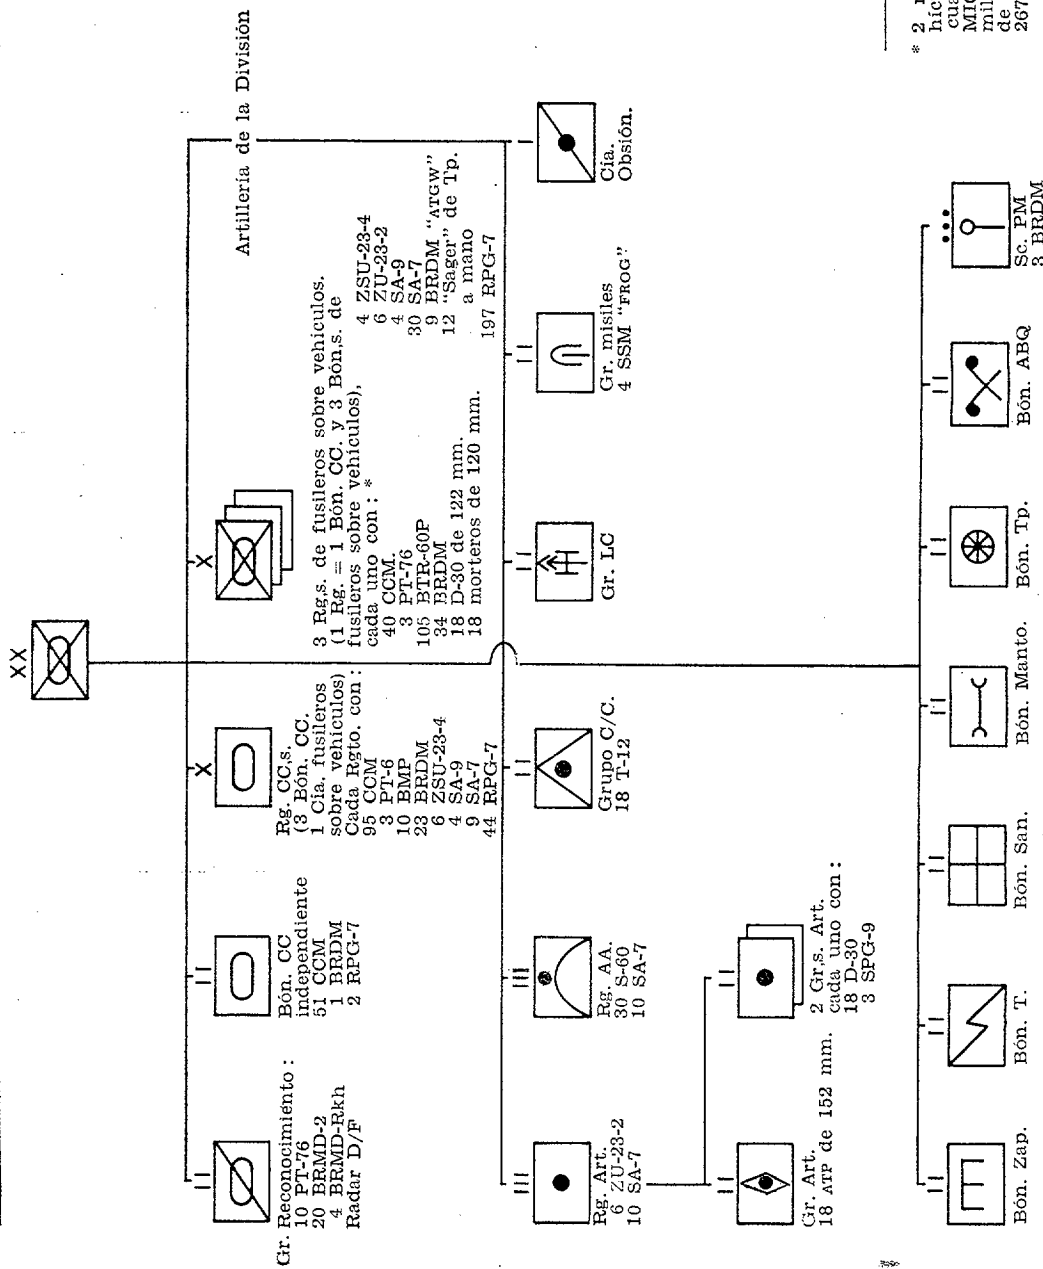 XX
Artillería de la División
Gr. Reconocimiento:
10 PT-76
20 BRMD-2
4 BRMD-Rkh
Radar D/F
Bón. CC
independiente
51 CCM
1 BRDM
2 RPG-7
X
Rg. CC,s.
(3 Bón. CC.
1 Cía. fusileros
sobre vehículos)
Cada Rgto. con:
95 CCM
3 PT-6
10 BMP
23 BRDM
6 ZSU-23-4
4 SA-9
9 SA-7
44 RPG-7
X
3 Rg,s. de fusileros sobre vehículos.
(1 Rg. = 1 Bón. CC. y 3 Bón,s. de
fusileros sobre vehículos),
cada uno con: *
40 CCM.
3 PT-76
105 BTR-60P
34 BRDM
18 D-30 de 122 mm.
18 morteros de 120 mm.
4 ZSU-23-4
6 ZU-23-2
4 SA-9
30 SA-7
9 BRDM "ATGW"
12 "Sager" de Tp.
a mano
197 RPG-7
Rg. Art.
6 ZU-23-2
10 SA-7
Rg. AA.
30 S-60
10 SA-7
Grupo C/C.
18 T-12
Gr. LC
Gr. misiles
4 SSM "FROG"
Cía.
Obsión.
Gr. Art.
18 ATP de 152 mm.
2 Gr,s. Art.
cada uno con:
18 D-30
3 SPG-9
Bón. Zap.
Bón. T.
Bón. San.
Bón. Manto.
Bón. Tp.
Bón. ABQ
Sc. PM
3 BRDM
* 2
híc
cua
mil
de
267